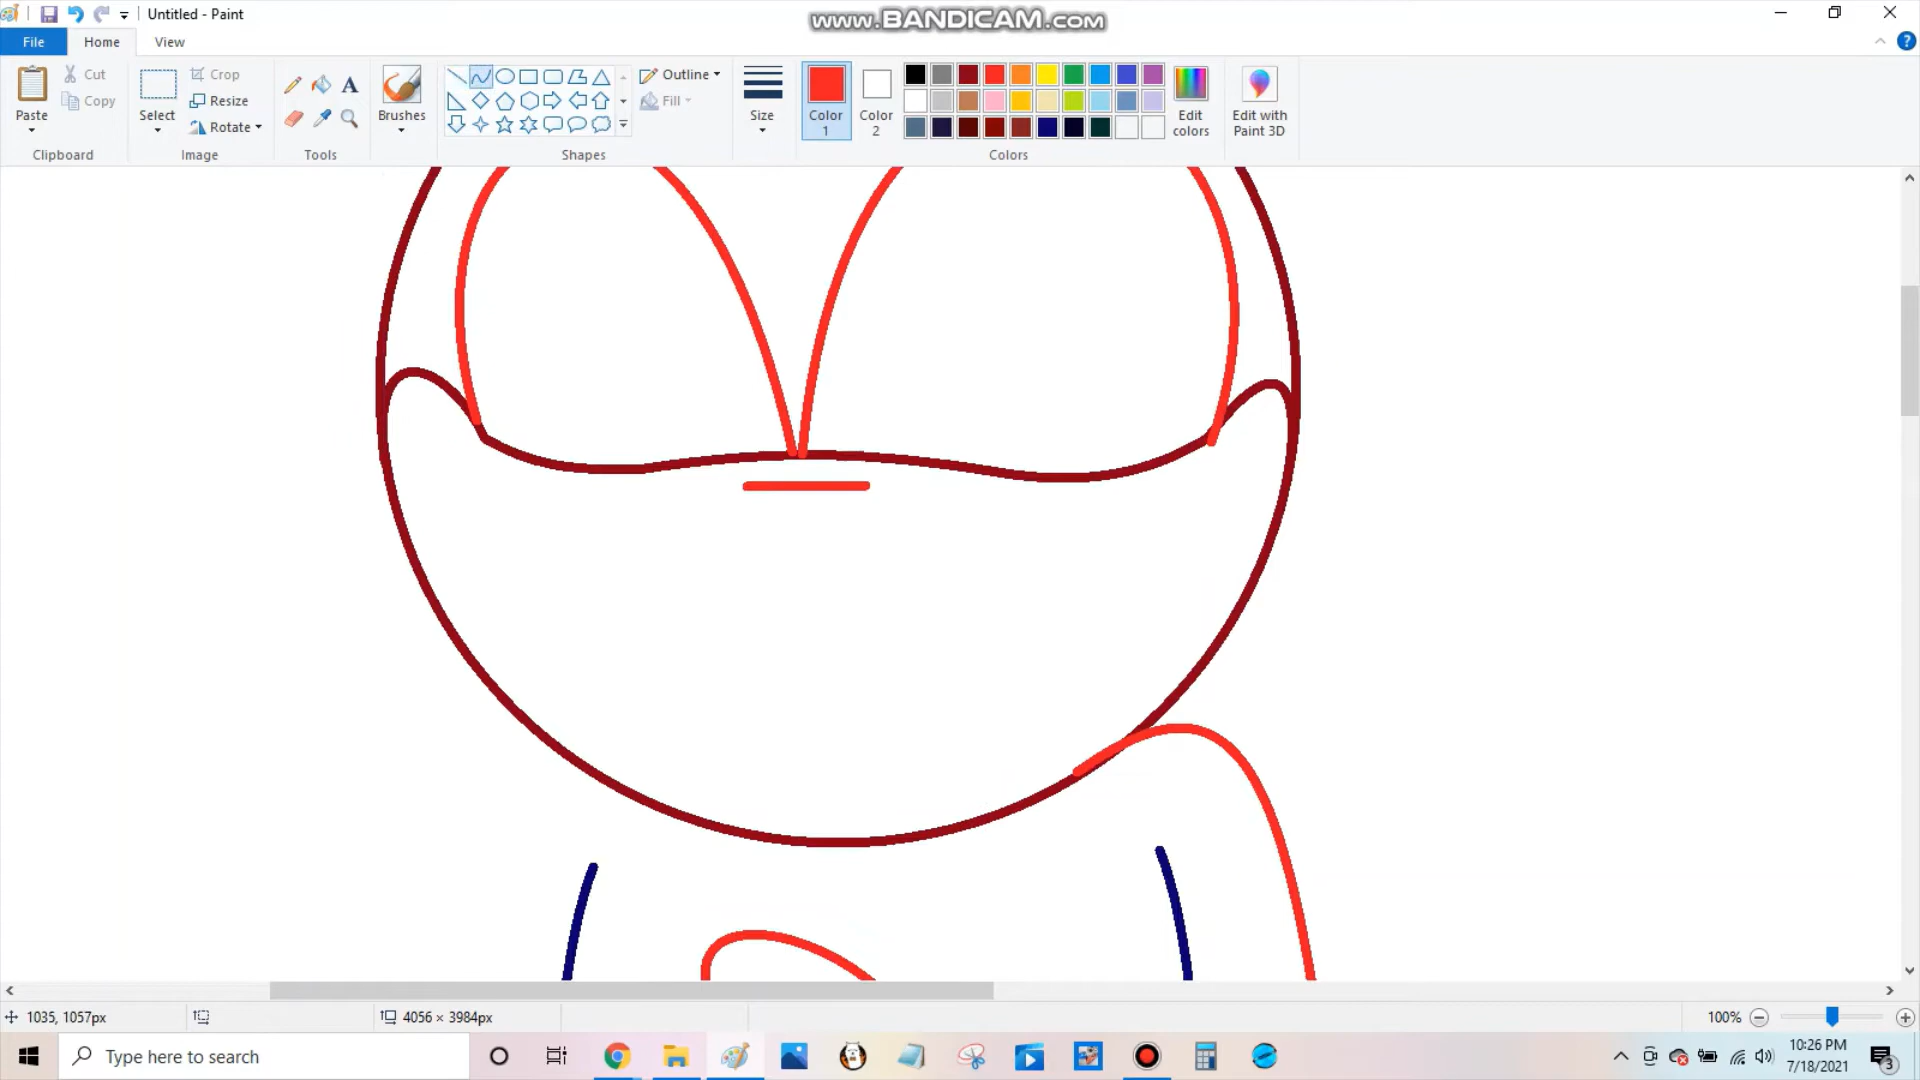 Untitled - Paint
www.BANDICAM.com
File
Home
View
Paste
Cut
Copy
Clipboard
Select
Crop
Resize
Rotate
Image
A
Tools
Brushes
Outline
Fill
Shapes
Size
Color 1
Color 2
Edit colors
Edit with Paint 3D
Colors
1035, 1057px
4056 × 3984px
100%
Type here to search
10:26 PM
7/18/2021
3